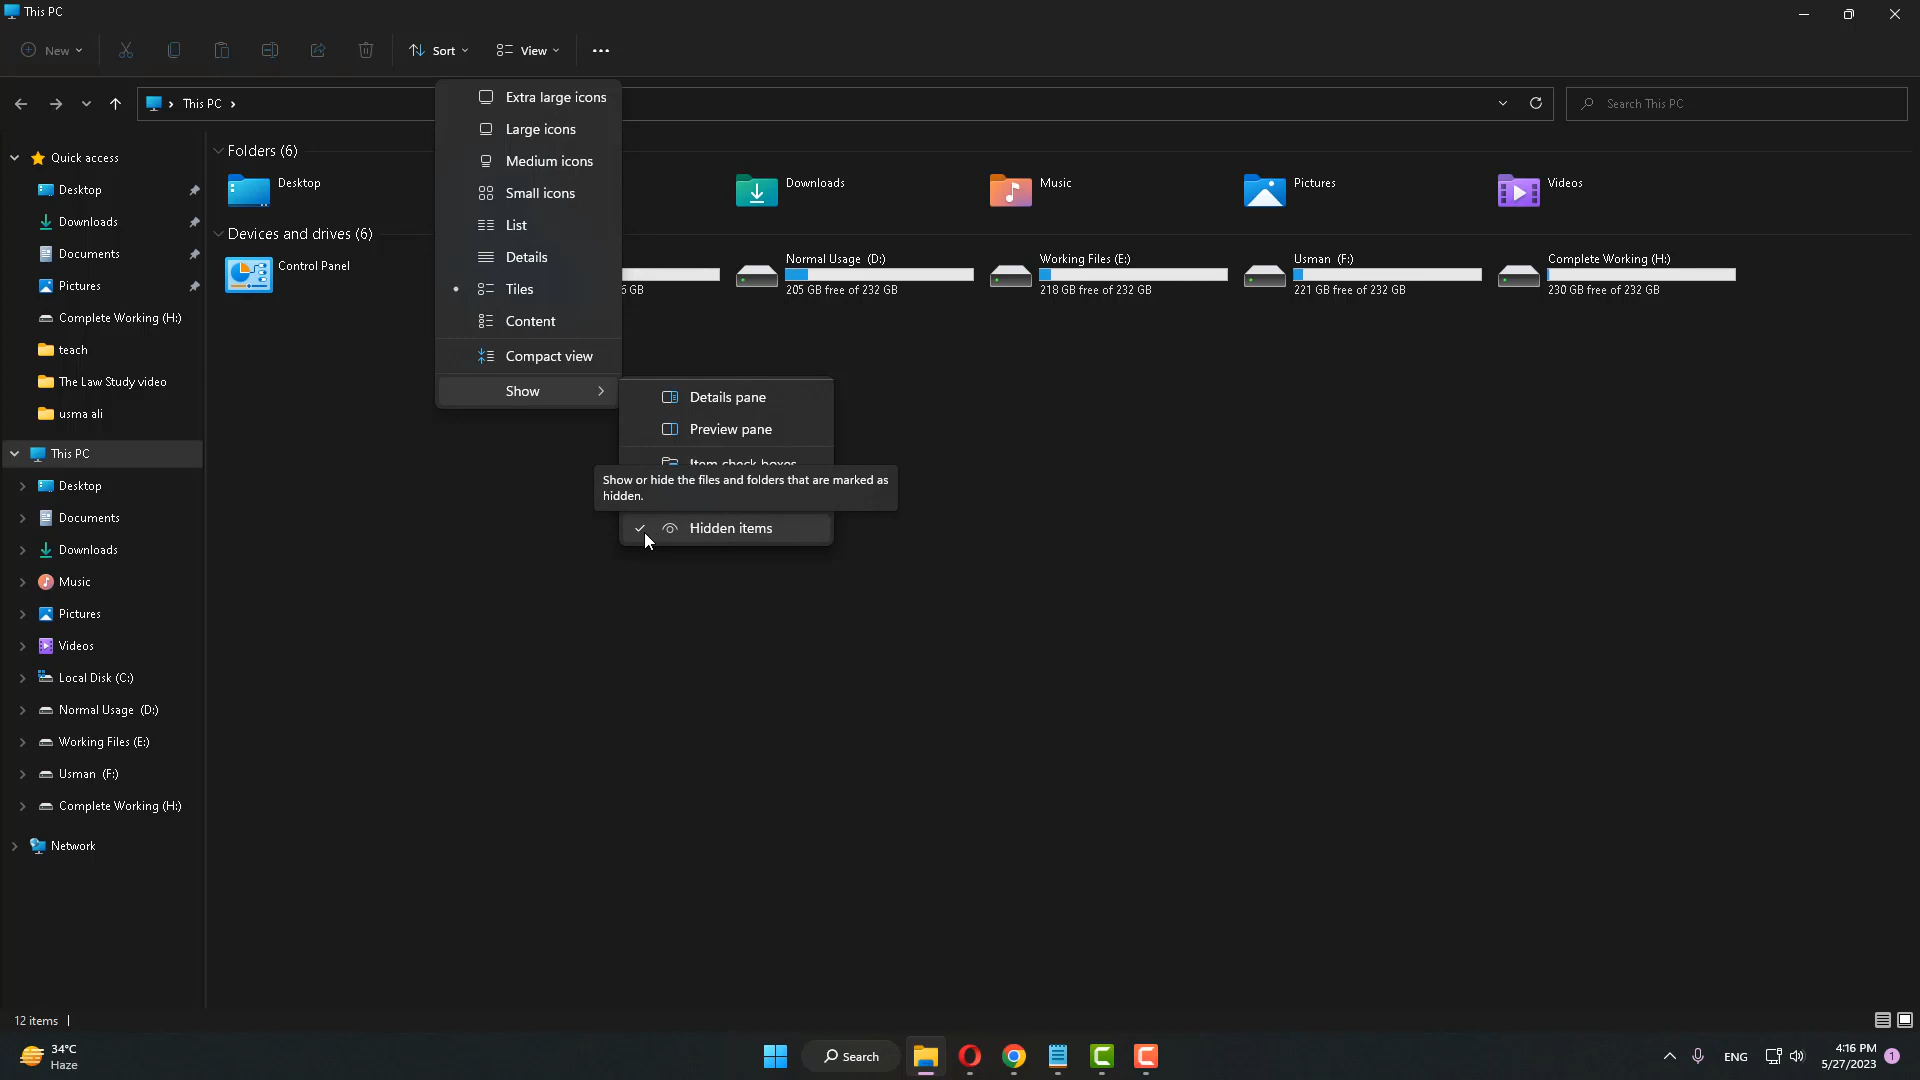 This PC
New
Sort
View
This PC
Search This PC
Extra large icons
Large icons
Medium icons
Small icons
List
Details
Tiles
Content
Compact view
Show
Details pane
Preview pane
Item check boxes
Show or hide the files and folders that are marked as
hidden.
Hidden items
Quick access
Desktop
Downloads
Documents
Pictures
Complete Working (H:)
teach
The Law Study video
usma ali
This PC
Desktop
Documents
Downloads
Music
Pictures
Videos
Local Disk (C:)
Normal Usage (D:)
Working Files (E:)
Usman (F:)
Complete Working (H:)
Network
Folders (6)
Desktop
Downloads
Music
Pictures
Videos
Devices and drives (6)
Control Panel
6 GB
Normal Usage (D:)
205 GB free of 232 GB
Working Files (E:)
218 GB free of 232 GB
Usman (F:)
221 GB free of 232 GB
Complete Working (H:)
230 GB free of 232 GB
12 items
34°C
Haze
Search
ENG
4:16 PM
5/27/2023
1